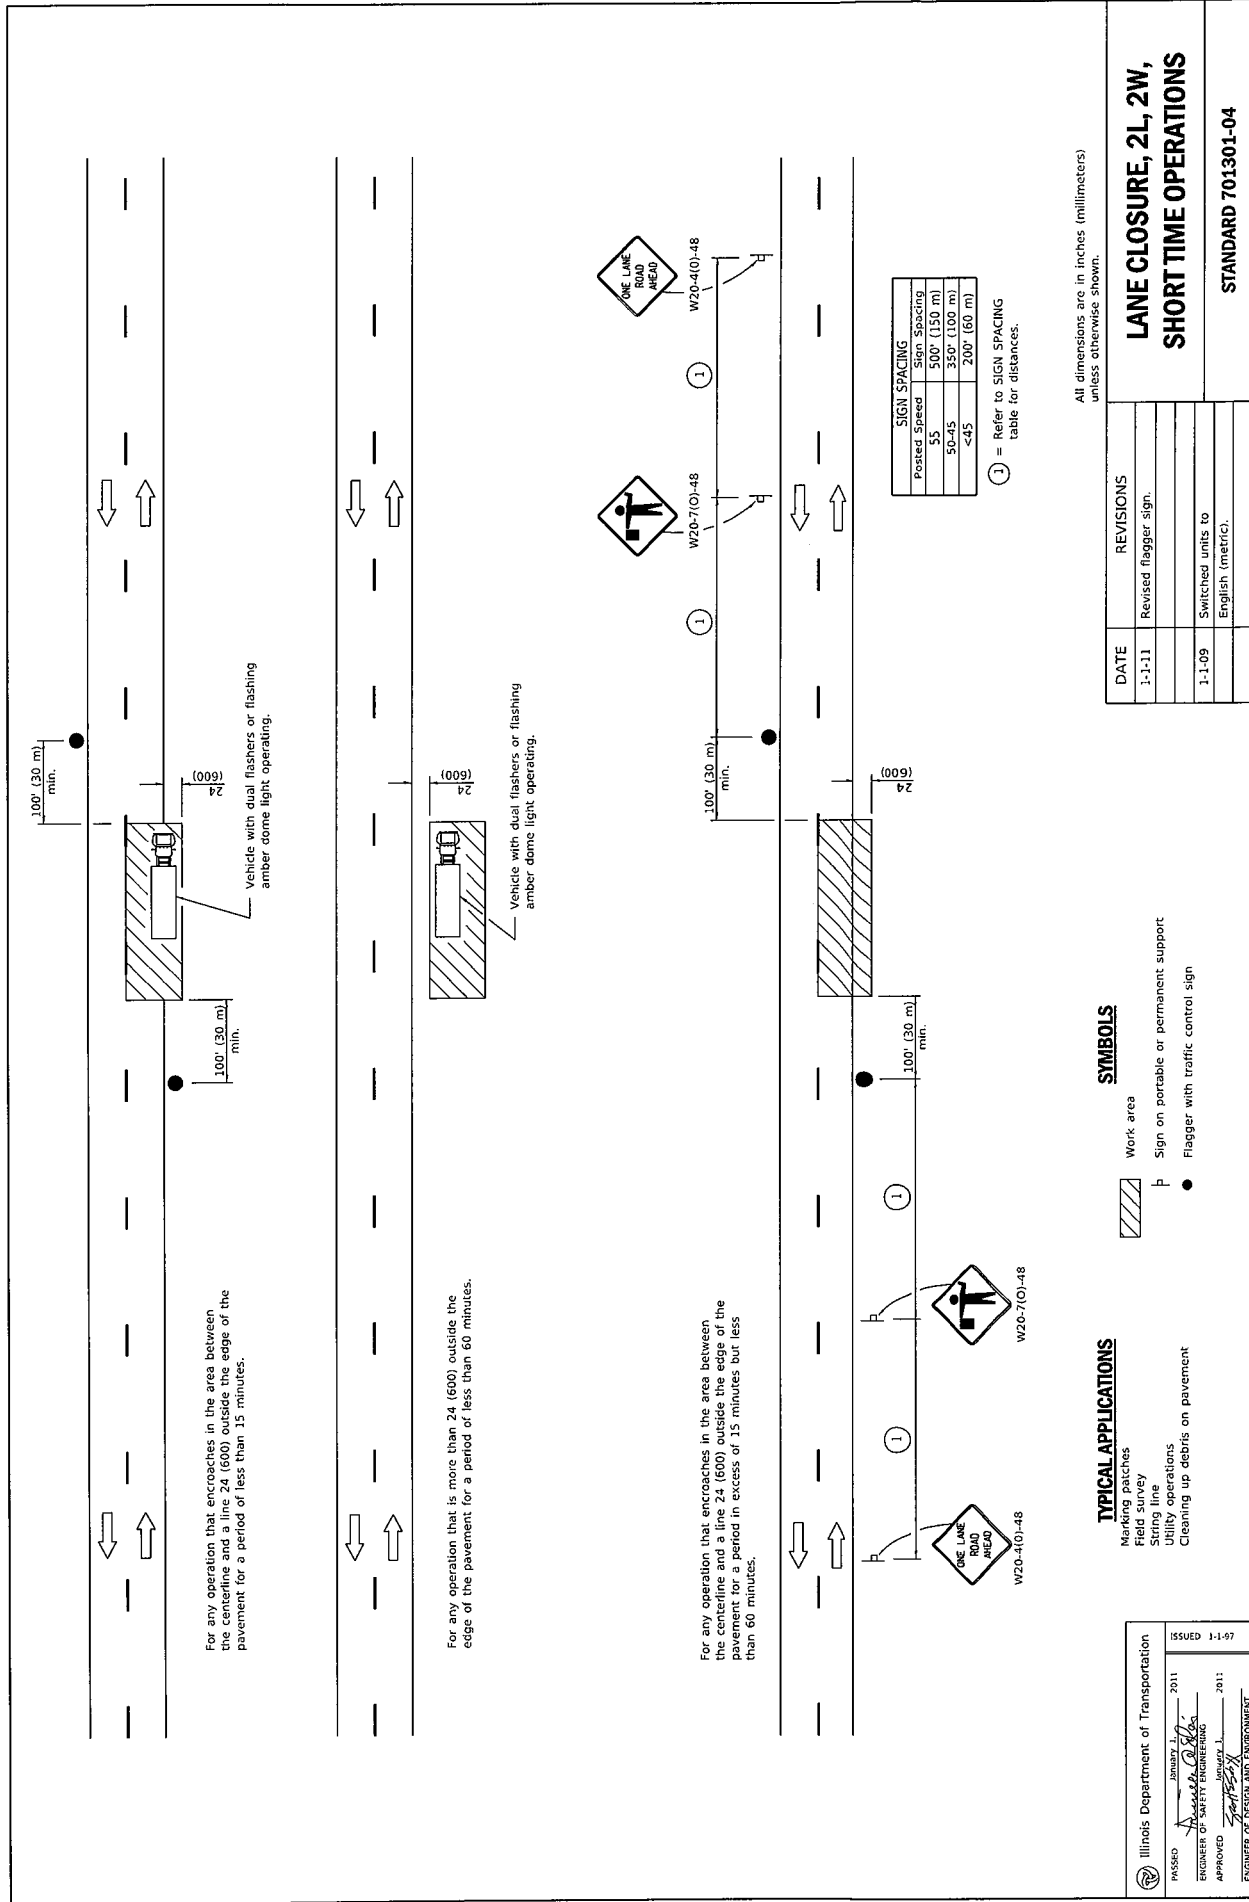 100' (30 m)
min.
24
(600)
Vehicle with dual flashers or flashing
amber dome light operating.
100' (30 m)
min.
For any operation that encroaches in the area between
the centerline and a line 24 (600) outside the edge of the
pavement for a period of less than 15 minutes.
24
(600)
Vehicle with dual flashers or flashing
amber dome light operating.
For any operation that is more than 24 (600) outside the
edge of the pavement for a period of less than 60 minutes.
ONE LANE
ROAD
AHEAD
W20-4(O)-48
W20-7(O)-48
1
1
100' (30 m)
min.
24
(600)
100' (30 m)
min.
For any operation that encroaches in the area between
the centerline and a line 24 (600) outside the edge of the
pavement for a period in excess of 15 minutes but less
than 60 minutes.
1
1
W20-7(O)-48
ONE LANE
ROAD
AHEAD
W20-4(O)-48
SIGN SPACING
Posted Speed Sign Spacing
55 500' (150 m)
50-45 350' (100 m)
<45 200' (60 m)
1 = Refer to SIGN SPACING
table for distances.
TYPICAL APPLICATIONS
Marking patches
Field survey
String line
Utility operations
Cleaning up debris on pavement
SYMBOLS
Work area
Sign on portable or permanent support
Flagger with traffic control sign
All dimensions are in inches (millimeters)
unless otherwise shown.
Illinois Department of Transportation
PASSED January 1, 2011
ENGINEER OF SAFETY ENGINEERING
APPROVED January 1, 2011
ENGINEER OF DESIGN AND ENVIRONMENT
ISSUED 1-1-97
DATE REVISIONS
1-1-11 Revised flagger sign.
1-1-09 Switched units to
English (metric).
LANE CLOSURE, 2L, 2W,
SHORT TIME OPERATIONS
STANDARD 701301-04